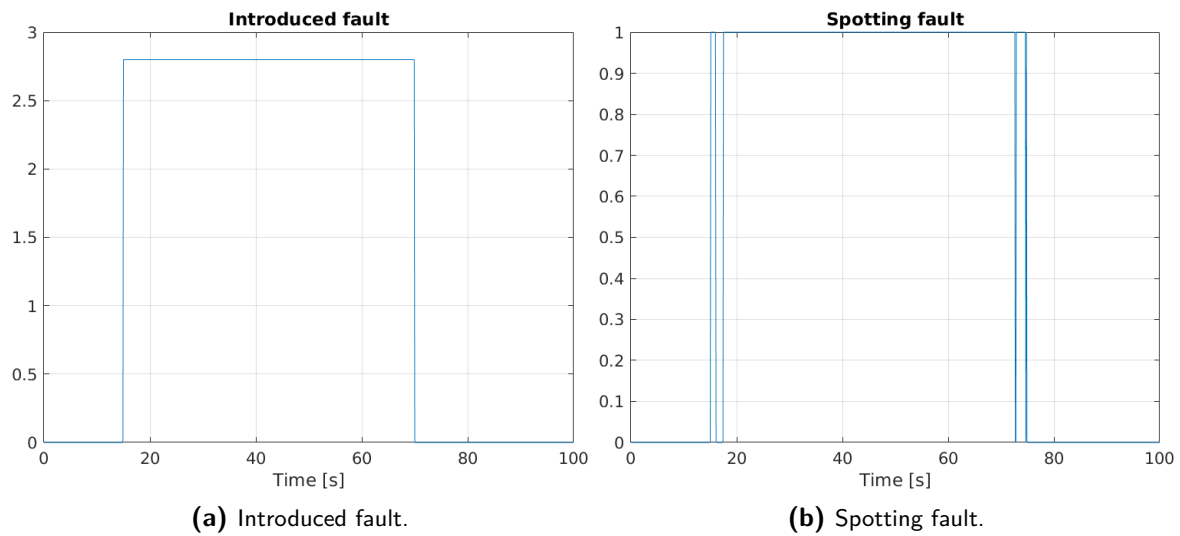 Introduced fault
3
2.5
2
1.5
1
0.5
0
0 20 40 60 80 100
Time [s]
(a) Introduced fault.
Spotting fault
1
0.9
0.8
0.7
0.6
0.5
0.4
0.3
0.2
0.1
0
0 20 40 60 80 100
Time [s]
(b) Spotting fault.